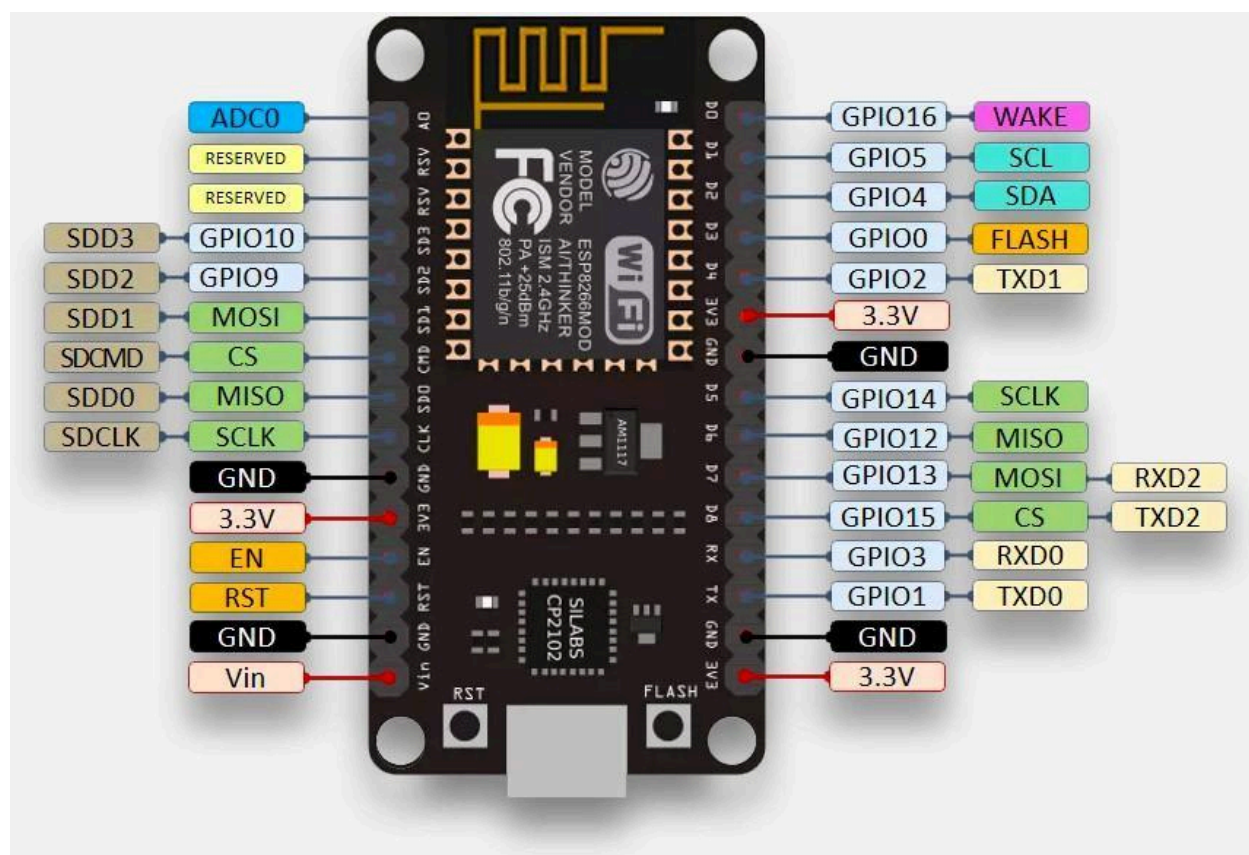 ADC0 A0
RESERVED RSV
RESERVED RSV
SDD3 GPIO10 SD3
SDD2 GPIO9 SD2
SDD1 MOSI SD1
SDCMD CS CMD
SDD0 MISO SD0
SDCLK SCLK CLK
GND GND
3.3V 3V3
EN EN
RST RST
GND GND
Vin Vin
MODEL ESP8266MOD
VENDOR AI/THINKER
ISM 2.4GHz
PA +25dBm
802.11b/g/n
FC
WiFi
AM1117
SILABS
CP2102
RST
FLASH
D0 GPIO16 WAKE
D1 GPIO5 SCL
D2 GPIO4 SDA
D3 GPIO0 FLASH
D4 GPIO2 TXD1
3V3 3.3V
GND GND
D5 GPIO14 SCLK
D6 GPIO12 MISO
D7 GPIO13 MOSI RXD2
D8 GPIO15 CS TXD2
RX GPIO3 RXD0
TX GPIO1 TXD0
GND GND
3V3 3.3V